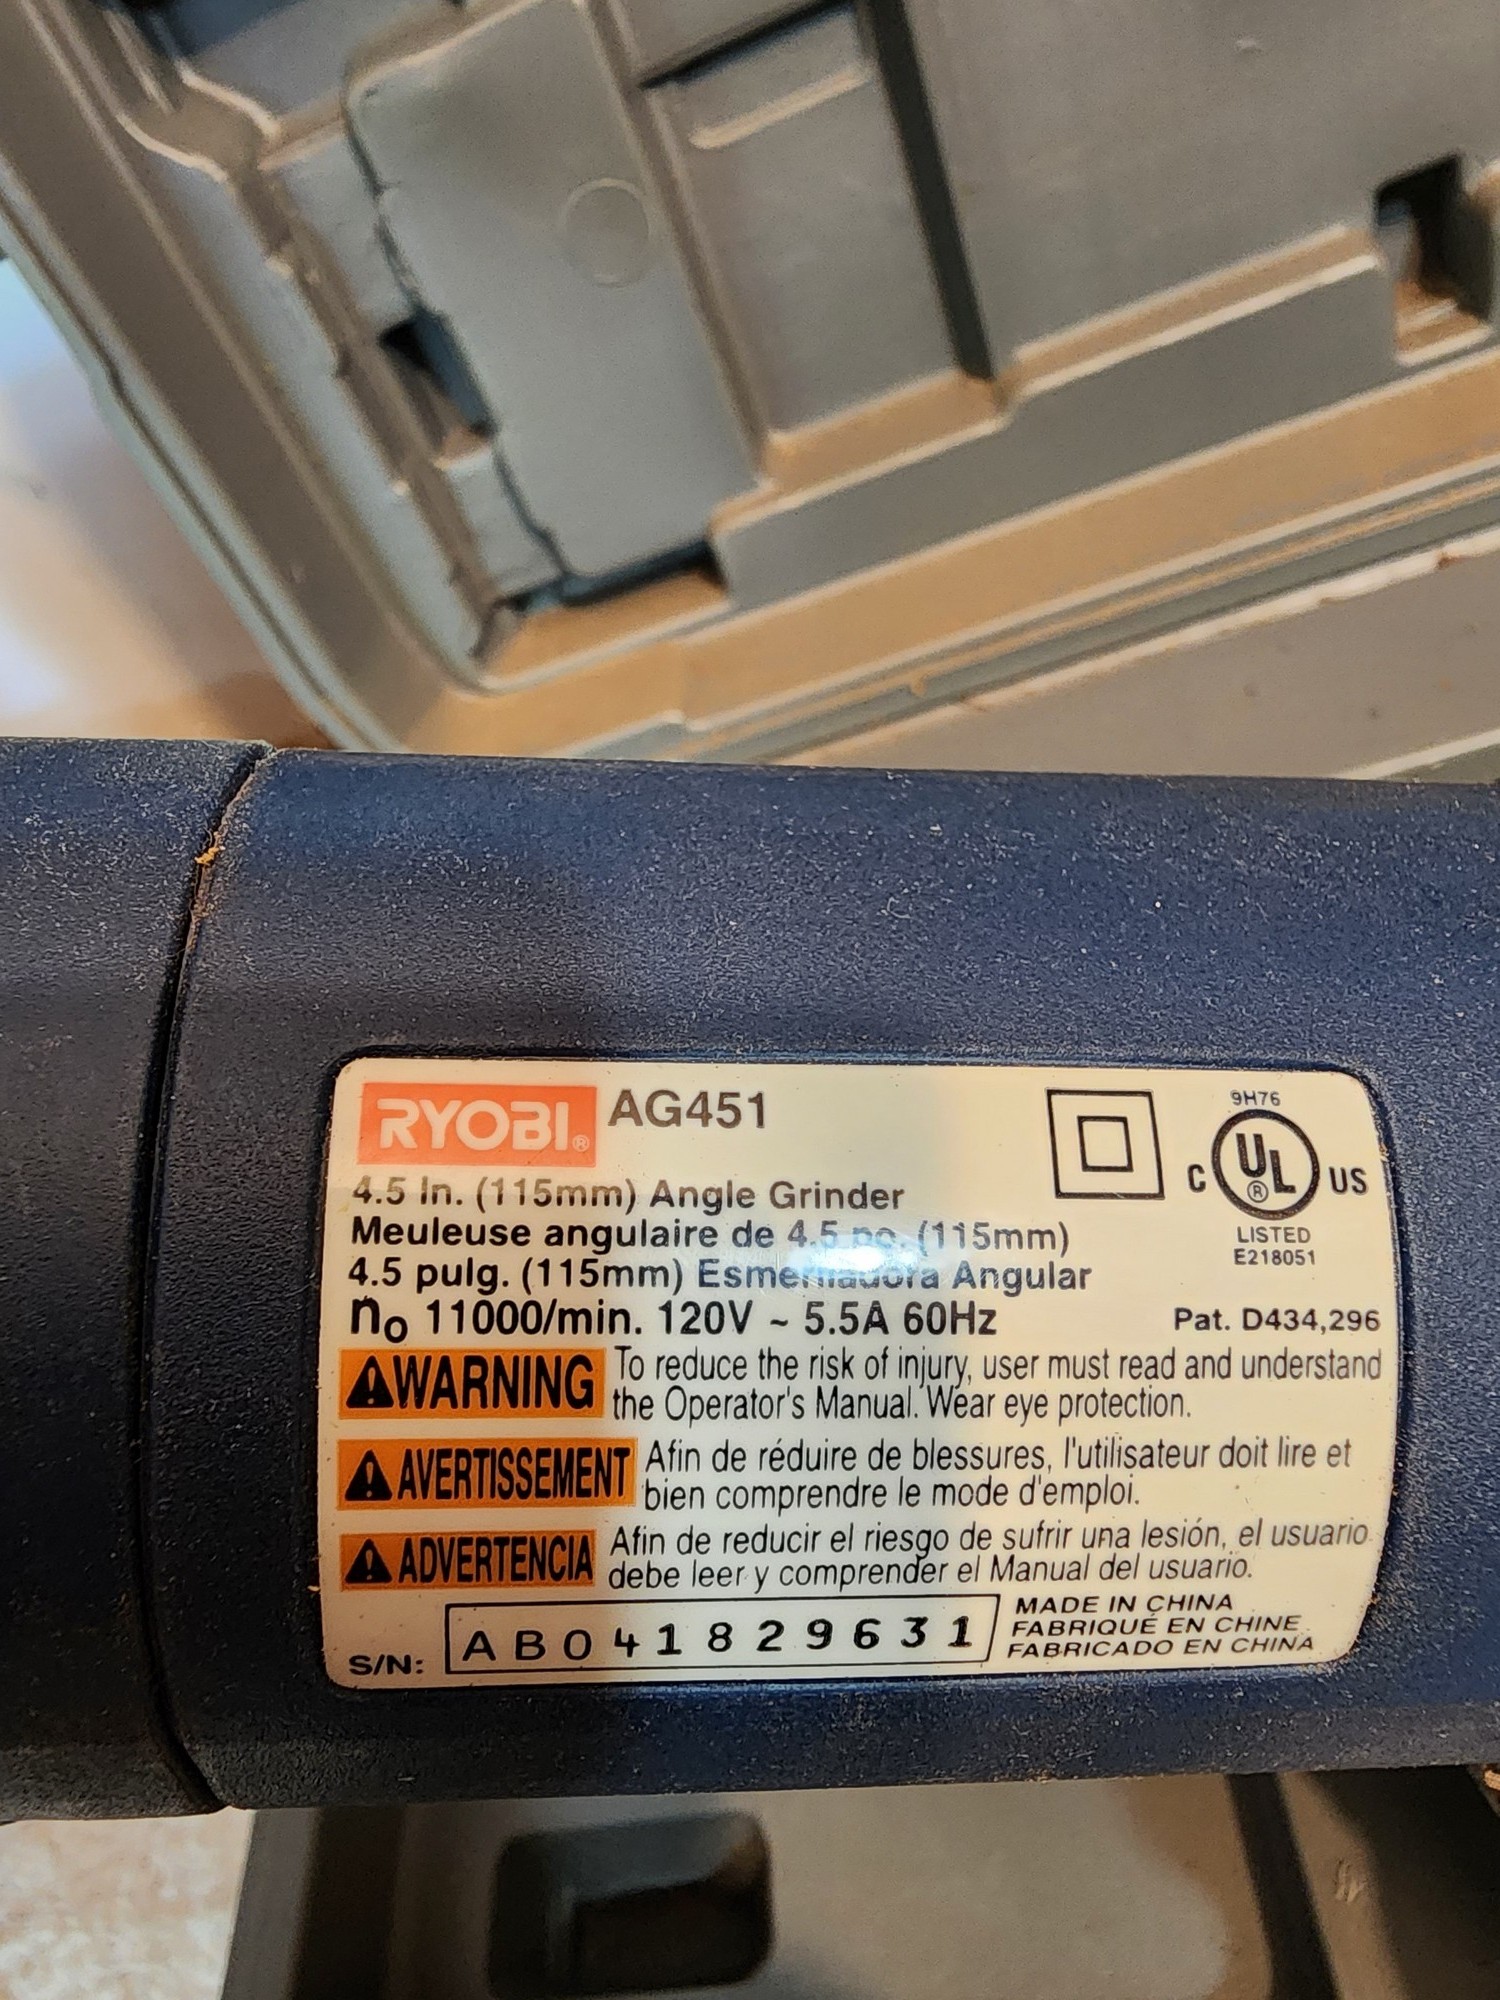 RYOBI® AG451
9H76
C UL® US
LISTED
E218051
4.5 In. (115mm) Angle Grinder
Meuleuse angulaire de 4.5 po. (115mm)
4.5 pulg. (115mm) Esmeriladora Angular
no 11000/min. 120V ~ 5.5A 60Hz
Pat. D434,296
WARNING To reduce the risk of injury, user must read and understand
the Operator's Manual. Wear eye protection.
AVERTISSEMENT Afin de réduire de blessures, l'utilisateur doit lire et
bien comprendre le mode d'emploi.
ADVERTENCIA Afin de reducir el riesgo de sufrir una lesión, el usuario
debe leer y comprender el Manual del usuario.
S/N: AB041829631
MADE IN CHINA
FABRIQUÉ EN CHINE
FABRICADO EN CHINA